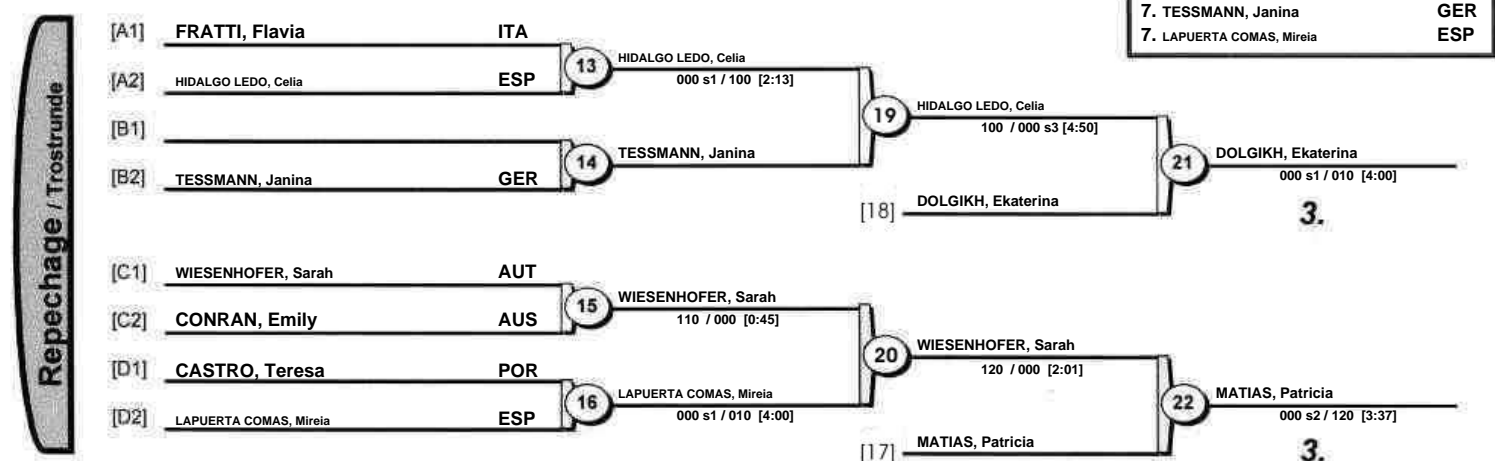 7. TESSMANN, Janina GER
7. LAPUERTA COMAS, Mireia ESP
Repechage / Trostrunde
[A1] FRATTI, Flavia ITA
[A2] HIDALGO LEDO, Celia ESP
13 HIDALGO LEDO, Celia
000 s1 / 100 [2:13]
[B1]
[B2] TESSMANN, Janina GER
14 TESSMANN, Janina
19 HIDALGO LEDO, Celia
100 / 000 s3 [4:50]
[18] DOLGIKH, Ekaterina
21 DOLGIKH, Ekaterina
000 s1 / 010 [4:00]
3.
[C1] WIESENHOFER, Sarah AUT
[C2] CONRAN, Emily AUS
15 WIESENHOFER, Sarah
110 / 000 [0:45]
[D1] CASTRO, Teresa POR
[D2] LAPUERTA COMAS, Mireia ESP
16 LAPUERTA COMAS, Mireia
000 s1 / 010 [4:00]
20 WIESENHOFER, Sarah
120 / 000 [2:01]
[17] MATIAS, Patricia
22 MATIAS, Patricia
000 s2 / 120 [3:37]
3.